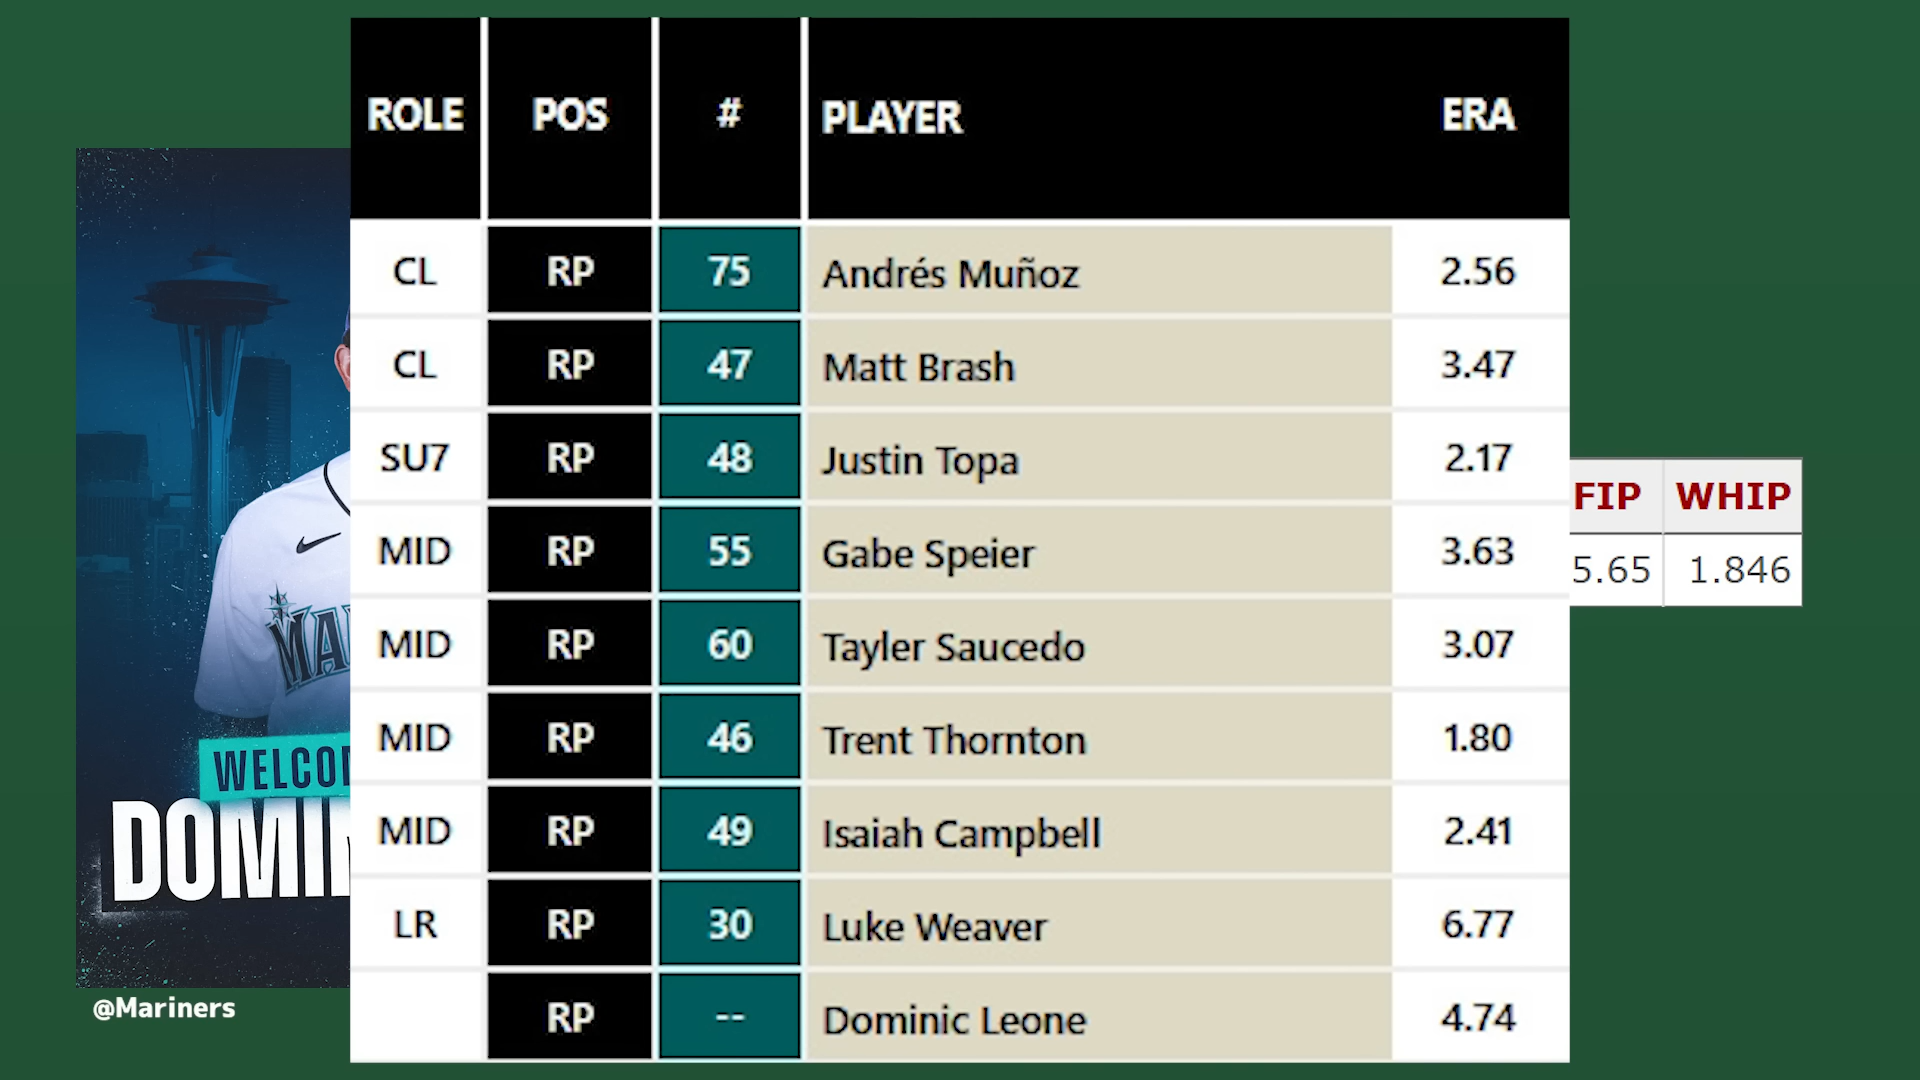 ROLE POS # PLAYER ERA
CL RP 75 Andrés Muñoz 2.56
CL RP 47 Matt Brash 3.47
SU7 RP 48 Justin Topa 2.17
MID RP 55 Gabe Speier 3.63
MID RP 60 Tayler Saucedo 3.07
MID RP 46 Trent Thornton 1.80
MID RP 49 Isaiah Campbell 2.41
LR RP 30 Luke Weaver 6.77
RP -- Dominic Leone 4.74
FIP WHIP
5.65 1.846
MA
WELCO
DOMI
@Mariners